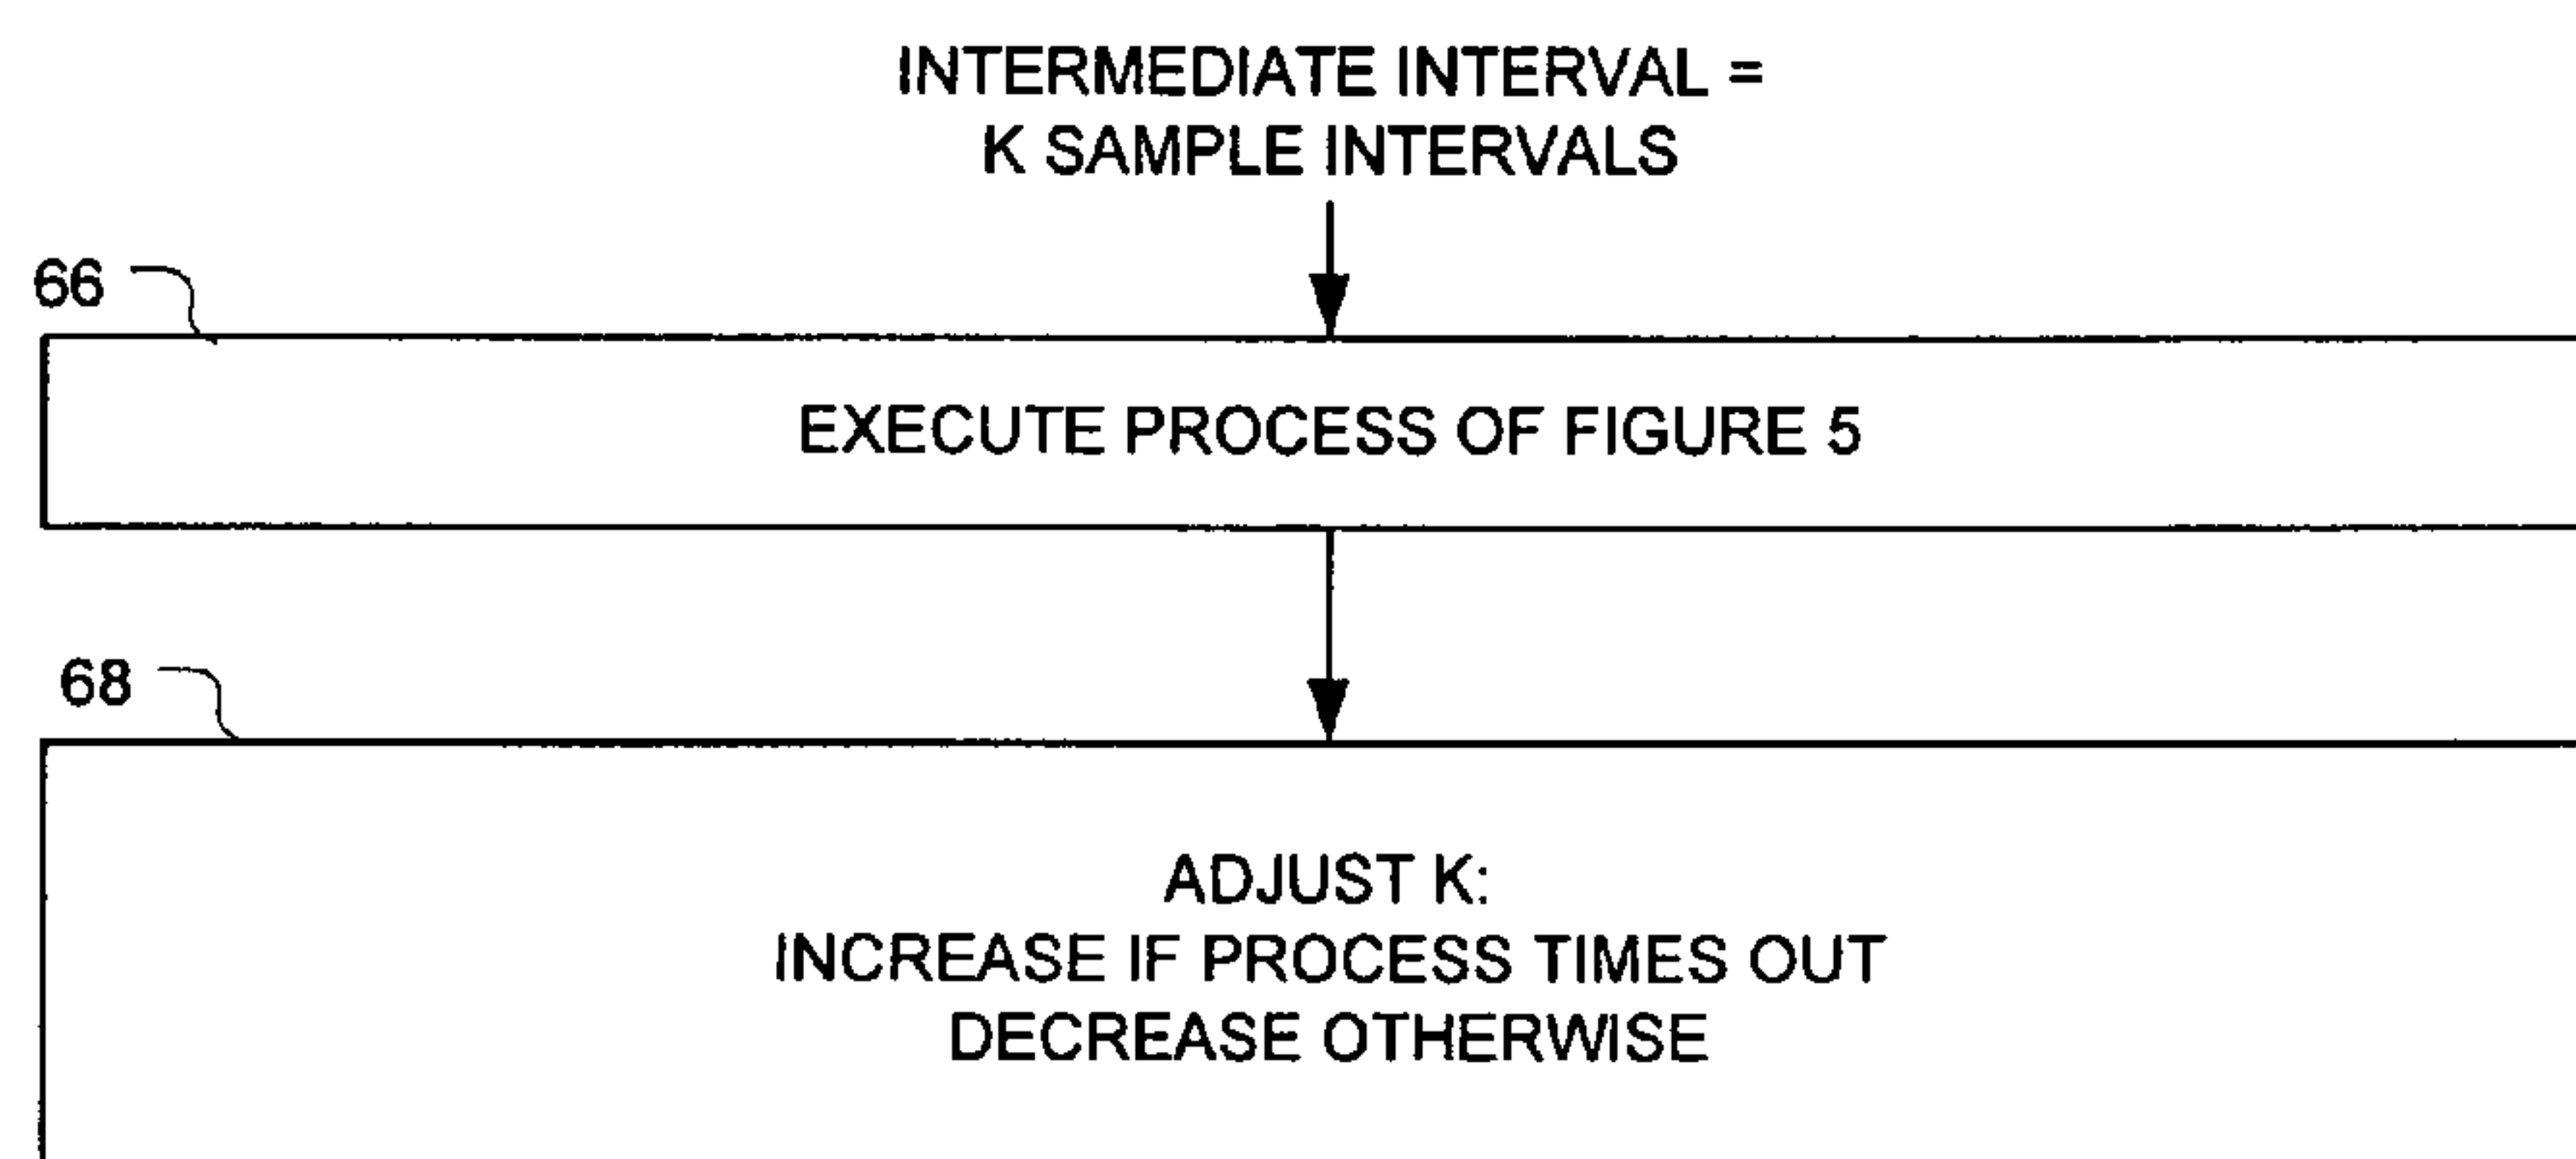 INTERMEDIATE INTERVAL =
K SAMPLE INTERVALS
66
EXECUTE PROCESS OF FIGURE 5
68
ADJUST K:
INCREASE IF PROCESS TIMES OUT
DECREASE OTHERWISE